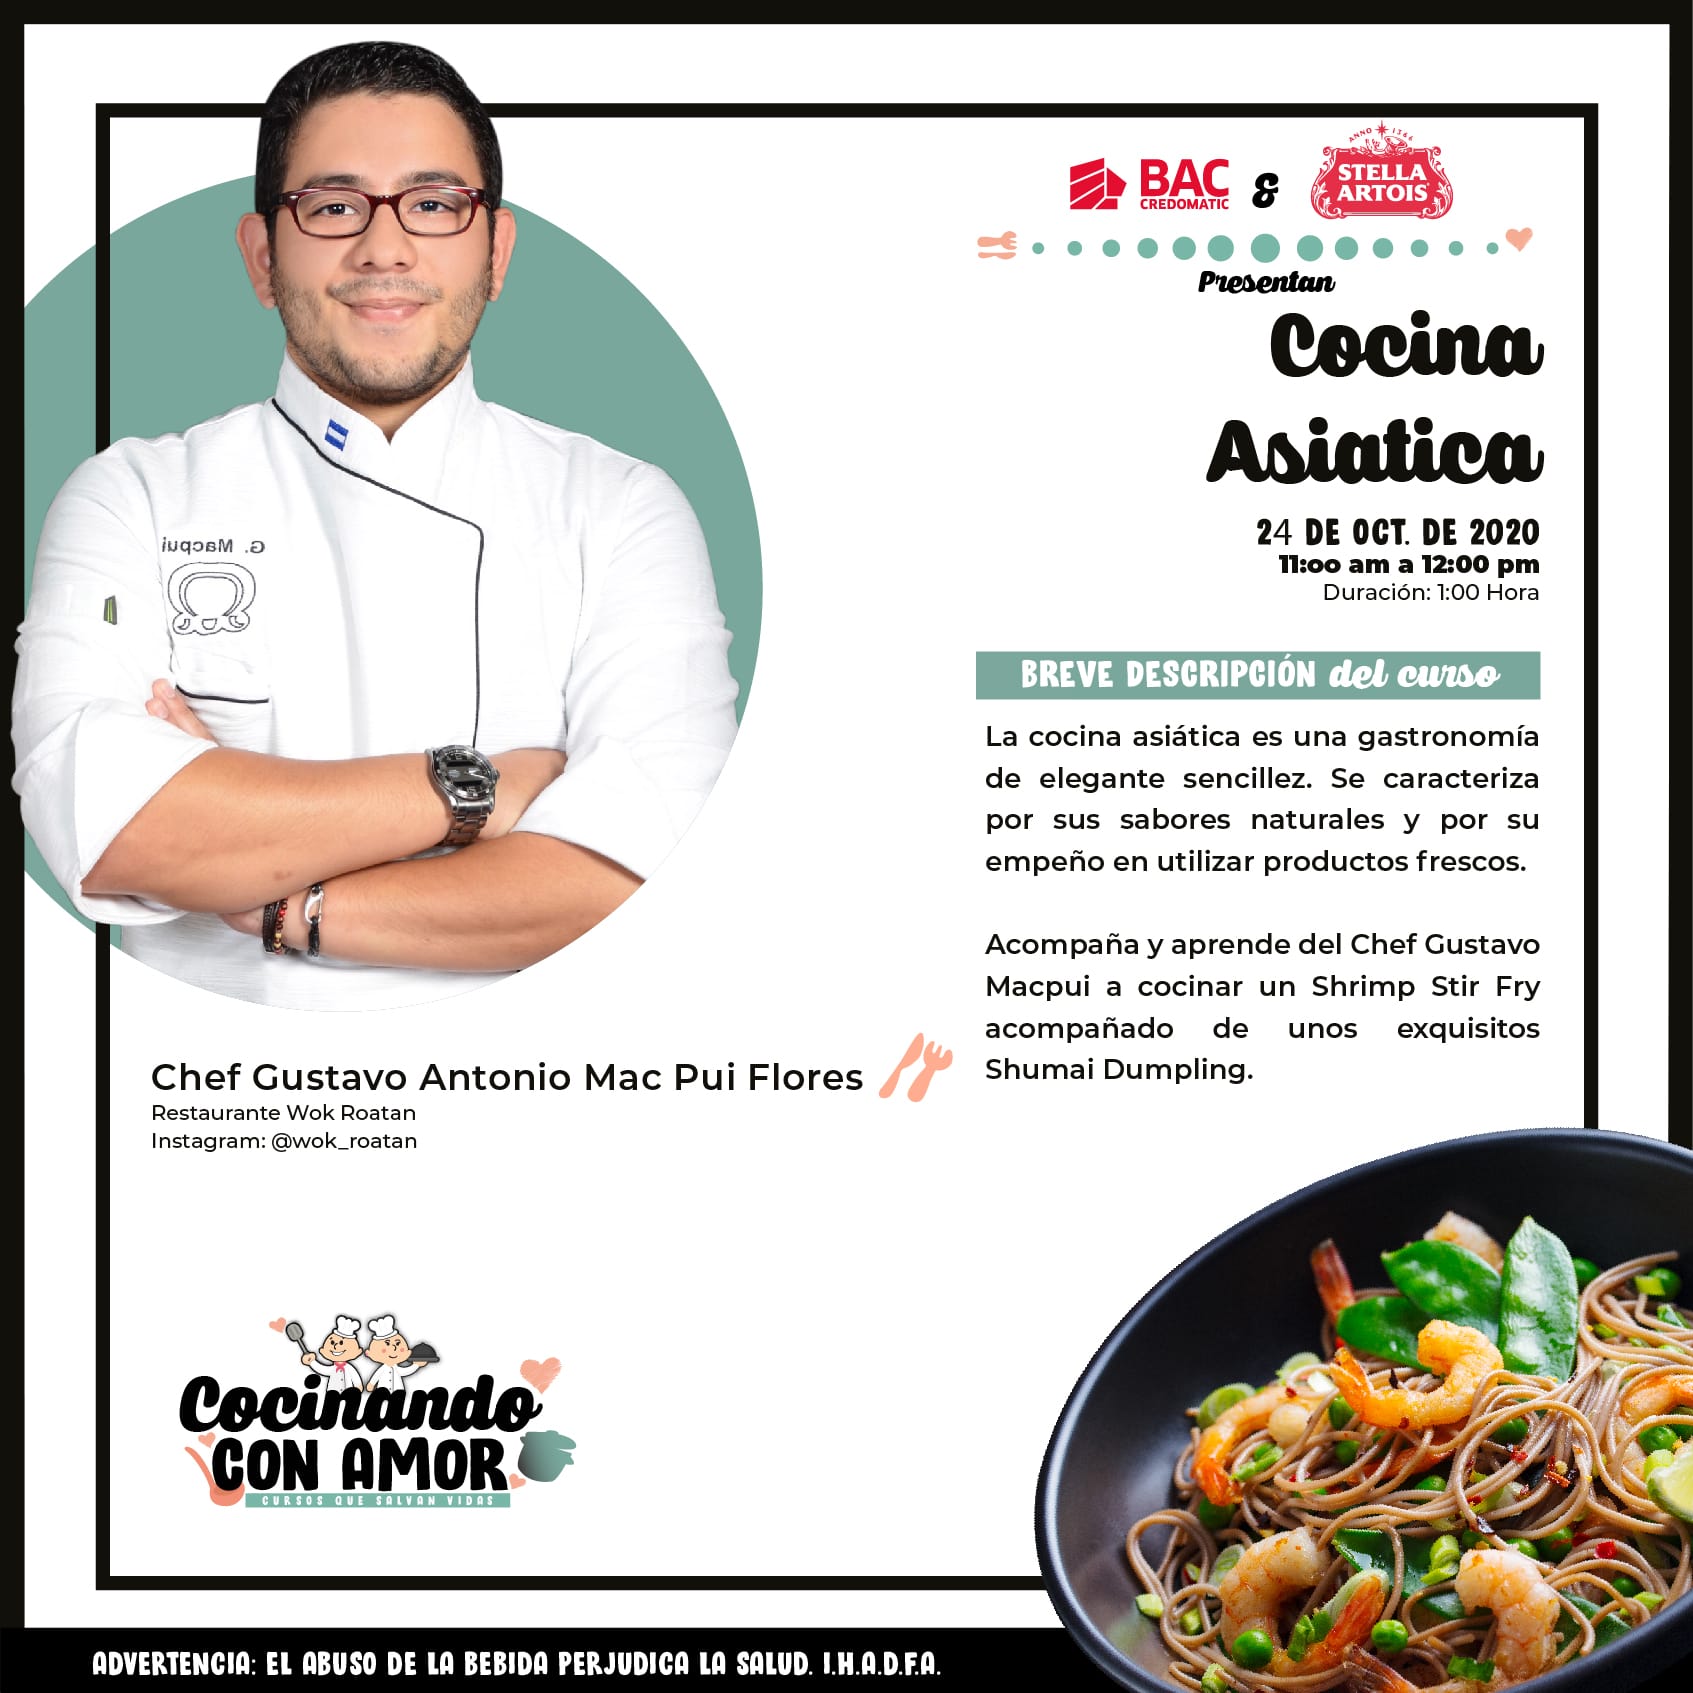 ANNO 1366
BAC
CREDOMATIC
&
STELLA
ARTOIS
Presentan
Cocina
Asiatica
24 DE OCT. DE 2020
11:oo am a 12:00 pm
Duración: 1:00 Hora
BREVE DESCRIPCIÓN del curso
La cocina asiática es una gastronomía
de elegante sencillez. Se caracteriza
por sus sabores naturales y por su
empeño en utilizar productos frescos.
Acompaña y aprende del Chef Gustavo
Macpui a cocinar un Shrimp Stir Fry
acompañado de unos exquisitos
Shumai Dumpling.
G. Macpui
Chef Gustavo Antonio Mac Pui Flores
Restaurante Wok Roatan
Instagram: @wok_roatan
Cocinando
CON AMOR
CURSOS QUE SALVAN VIDAS
ADVERTENCIA: EL ABUSO DE LA BEBIDA PERJUDICA LA SALUD. I.H.A.D.F.A.